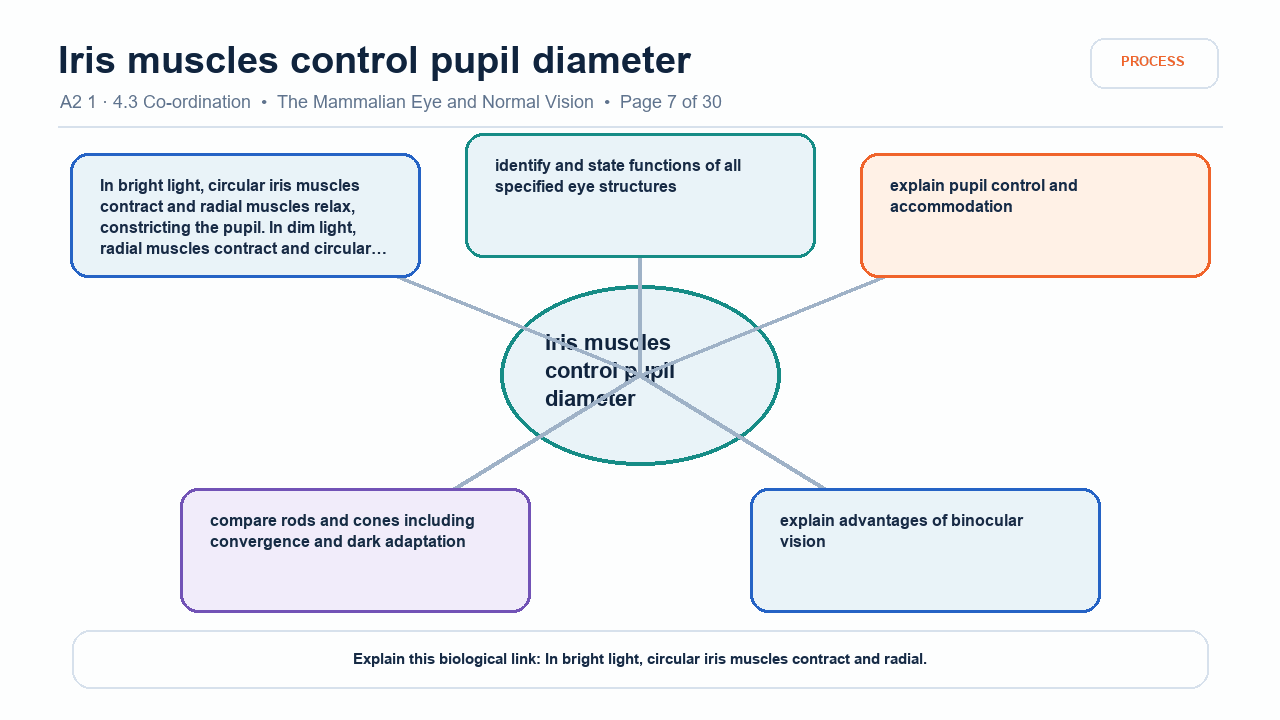 Iris muscles control pupil diameter
PROCESS
A2 1 · 4.3 Co-ordination • The Mammalian Eye and Normal Vision • Page 7 of 30
In bright light, circular iris muscles
contract and radial muscles relax,
constricting the pupil. In dim light,
radial muscles contract and circular…
identify and state functions of all
specified eye structures
explain pupil control and
accommodation
Iris muscles
control pupil
diameter
compare rods and cones including
convergence and dark adaptation
explain advantages of binocular
vision
Explain this biological link: In bright light, circular iris muscles contract and radial.